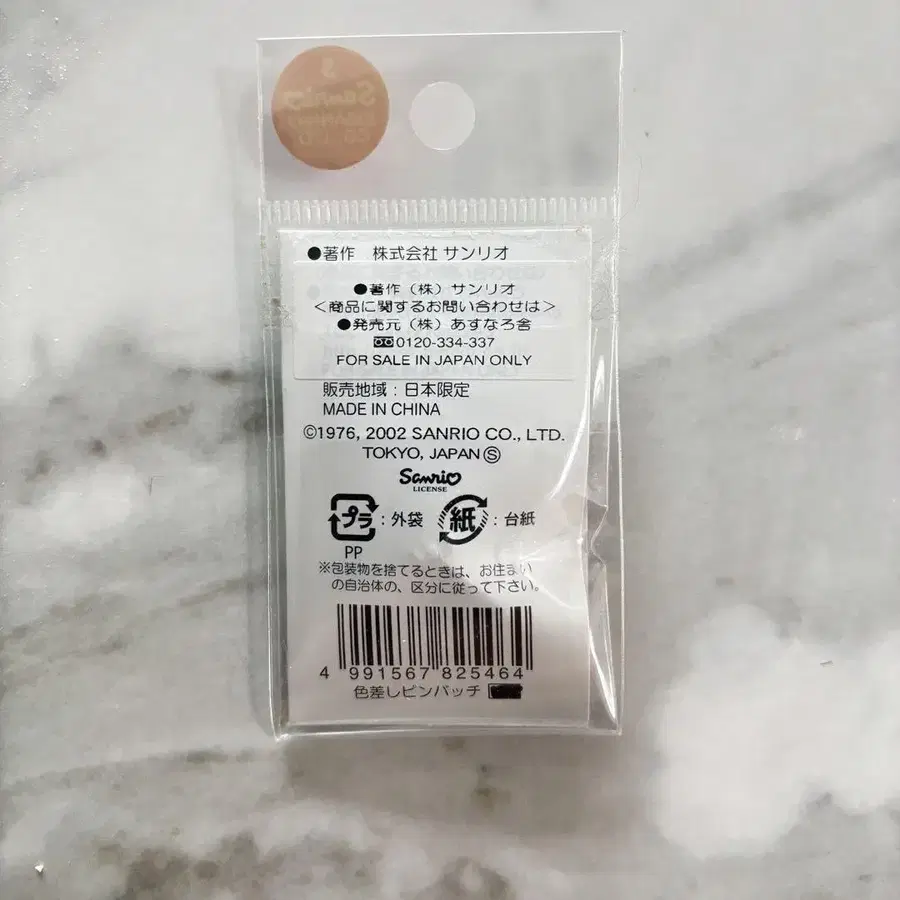 Sanrio
●著作 株式会社 サンリオ
●著作(株)サンリオ
<商品に関するお問い合わせは>
●発売元(株)あすなろ舎
0120-334-337
FOR SALE IN JAPAN ONLY
販売地域:日本限定
MADE IN CHINA
©1976, 2002 SANRIO CO., LTD.
TOKYO, JAPAN Ⓢ
Sanrio
LICENSE
プラ :外袋 紙 :台紙
PP
※包装物を捨てるときは、お住まい
の自治体の、区分に従って下さい。
4 991567 825464
色差しピンバッチ